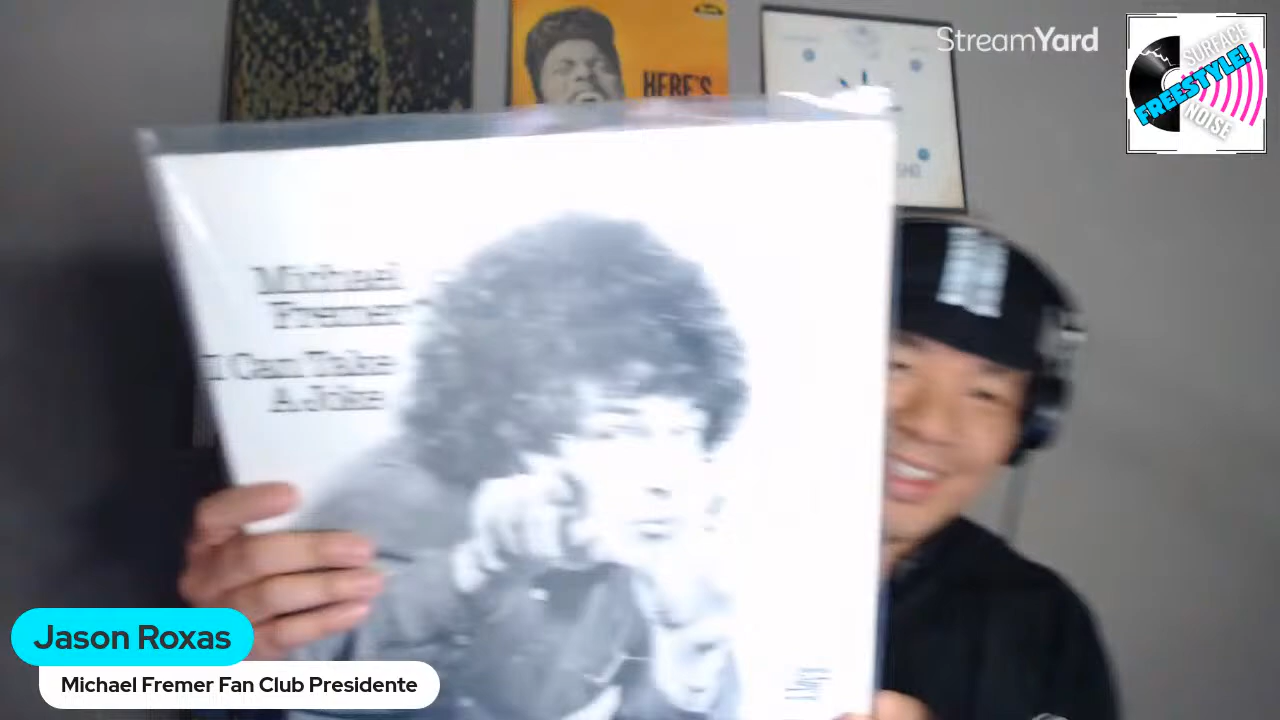 HERE'S
StreamYard
SURFACE
FREESTYLE!
NOISE
Michael
Fremer
I Can Take
A Joke
Jason Roxas
Michael Fremer Fan Club Presidente